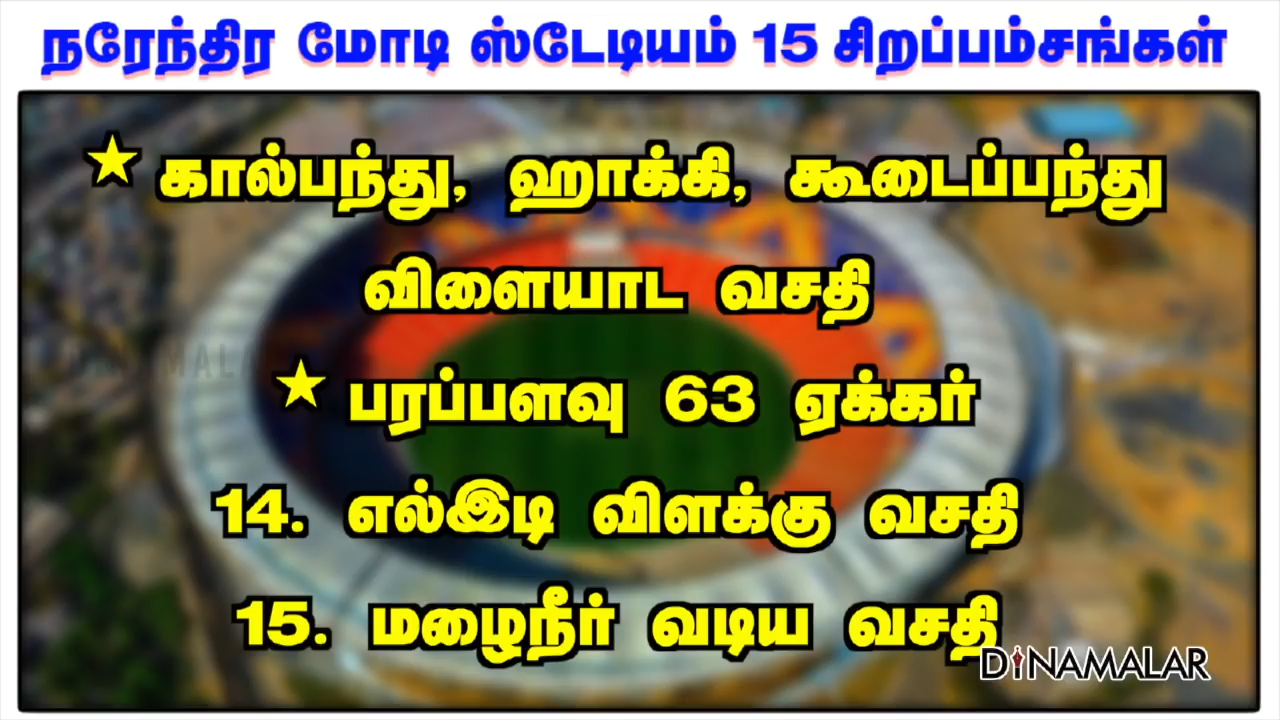 நரேந்திர மோடி ஸ்டேடியம் 15 சிறப்பம்சங்கள்
★ கால்பந்து, ஹாக்கி, கூடைப்பந்து
விளையாட வசதி
★ பரப்பளவு 63 ஏக்கர்
14. எல்இடி விளக்கு வசதி
15. மழைநீர் வடிய வசதி
DINAMALAR